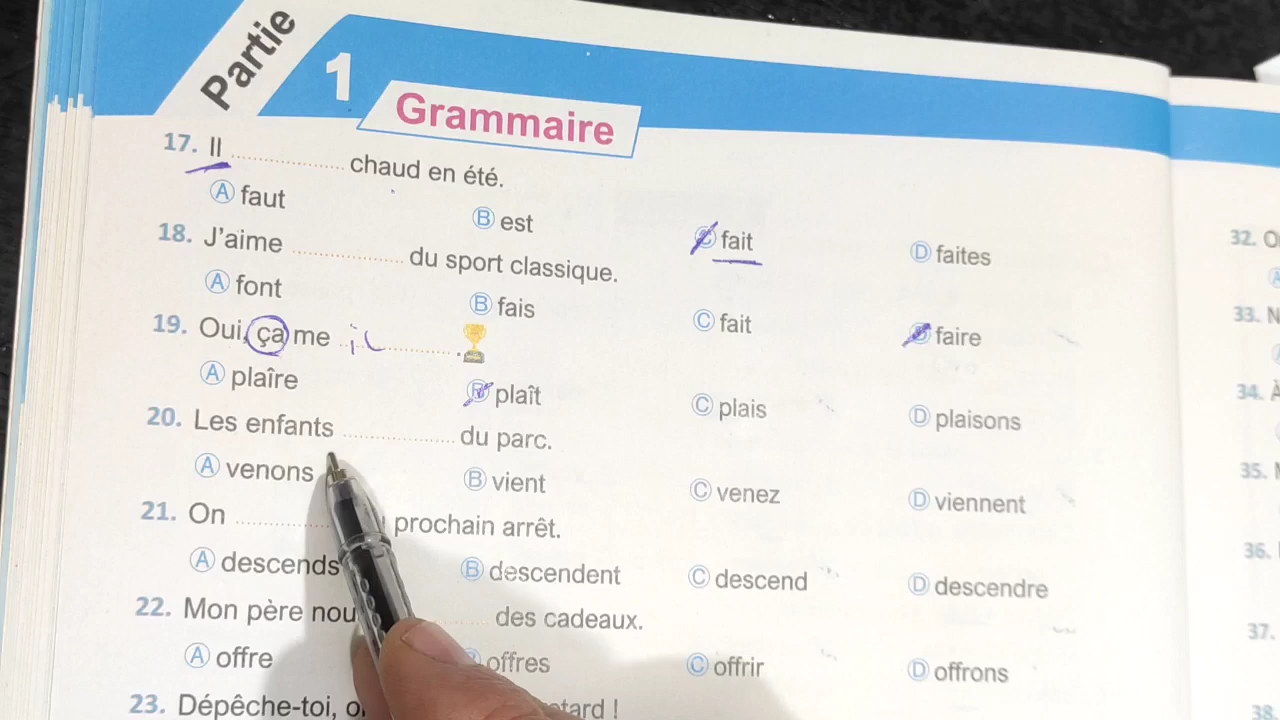 Partie
1
Grammaire
17. Il .................... chaud en été.
A faut B est C fait D faites
18. J'aime .................... du sport classique.
A font B fais C fait D faire
19. Oui, ça me .................... .
A plaîre B plaît C plais D plaisons
20. Les enfants .................... du parc.
A venons B vient C venez D viennent
21. On .................... prochain arrêt.
A descends B descendent C descend D descendre
22. Mon père .................... des cadeaux.
A offre offres C offrir D offrons
23. Dépêche-toi,
32.
33.
34. À
35.
36.
37.
38.